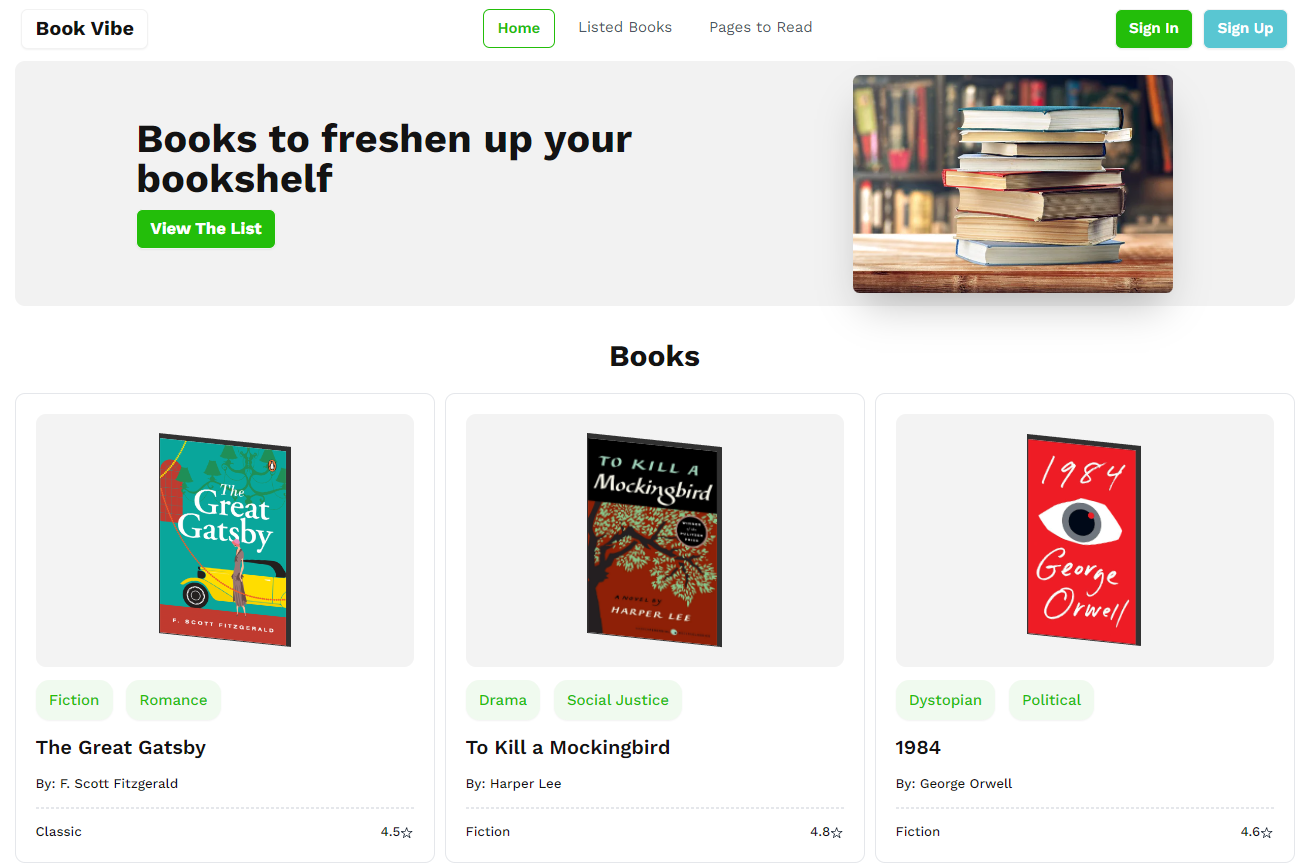 Book Vibe
Home
Listed Books
Pages to Read
Sign In
Sign Up
Books to freshen up your
bookshelf
View The List
Books
The
Great
Gatsby
F. SCOTT FITZGERALD
TO KILL A
Mockingbird
WINNER
of the
PULITZER
PRIZE
A NOVEL BY
HARPER LEE
1984
George
Orwell
Fiction
Romance
Drama
Social Justice
Dystopian
Political
The Great Gatsby
To Kill a Mockingbird
1984
By: F. Scott Fitzgerald
By: Harper Lee
By: George Orwell
Classic
4.5
Fiction
4.8
Fiction
4.6